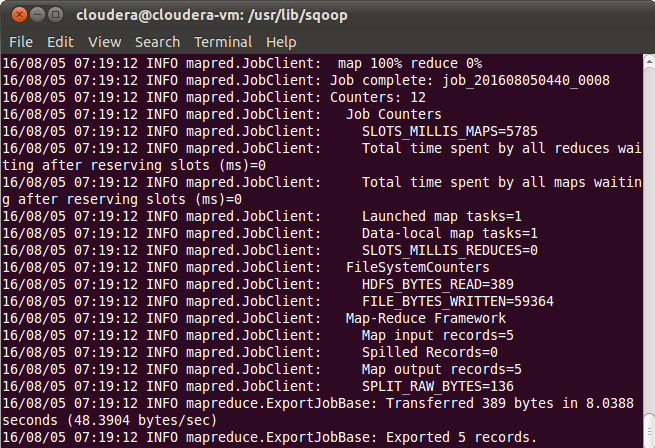 cloudera@cloudera-vm: /usr/lib/sqoop
File Edit View Search Terminal Help
16/08/05 07:19:12 INFO mapred.JobClient:  map 100% reduce 0%
16/08/05 07:19:12 INFO mapred.JobClient: Job complete: job_201608050440_0008
16/08/05 07:19:12 INFO mapred.JobClient: Counters: 12
16/08/05 07:19:12 INFO mapred.JobClient:   Job Counters
16/08/05 07:19:12 INFO mapred.JobClient:     SLOTS_MILLIS_MAPS=5785
16/08/05 07:19:12 INFO mapred.JobClient:     Total time spent by all reduces wai
ting after reserving slots (ms)=0
16/08/05 07:19:12 INFO mapred.JobClient:     Total time spent by all maps waitin
g after reserving slots (ms)=0
16/08/05 07:19:12 INFO mapred.JobClient:     Launched map tasks=1
16/08/05 07:19:12 INFO mapred.JobClient:     Data-local map tasks=1
16/08/05 07:19:12 INFO mapred.JobClient:     SLOTS_MILLIS_REDUCES=0
16/08/05 07:19:12 INFO mapred.JobClient:   FileSystemCounters
16/08/05 07:19:12 INFO mapred.JobClient:     HDFS_BYTES_READ=389
16/08/05 07:19:12 INFO mapred.JobClient:     FILE_BYTES_WRITTEN=59364
16/08/05 07:19:12 INFO mapred.JobClient:   Map-Reduce Framework
16/08/05 07:19:12 INFO mapred.JobClient:     Map input records=5
16/08/05 07:19:12 INFO mapred.JobClient:     Spilled Records=0
16/08/05 07:19:12 INFO mapred.JobClient:     Map output records=5
16/08/05 07:19:12 INFO mapred.JobClient:     SPLIT_RAW_BYTES=136
16/08/05 07:19:12 INFO mapreduce.ExportJobBase: Transferred 389 bytes in 8.0388
seconds (48.3904 bytes/sec)
16/08/05 07:19:12 INFO mapreduce.ExportJobBase: Exported 5 records.